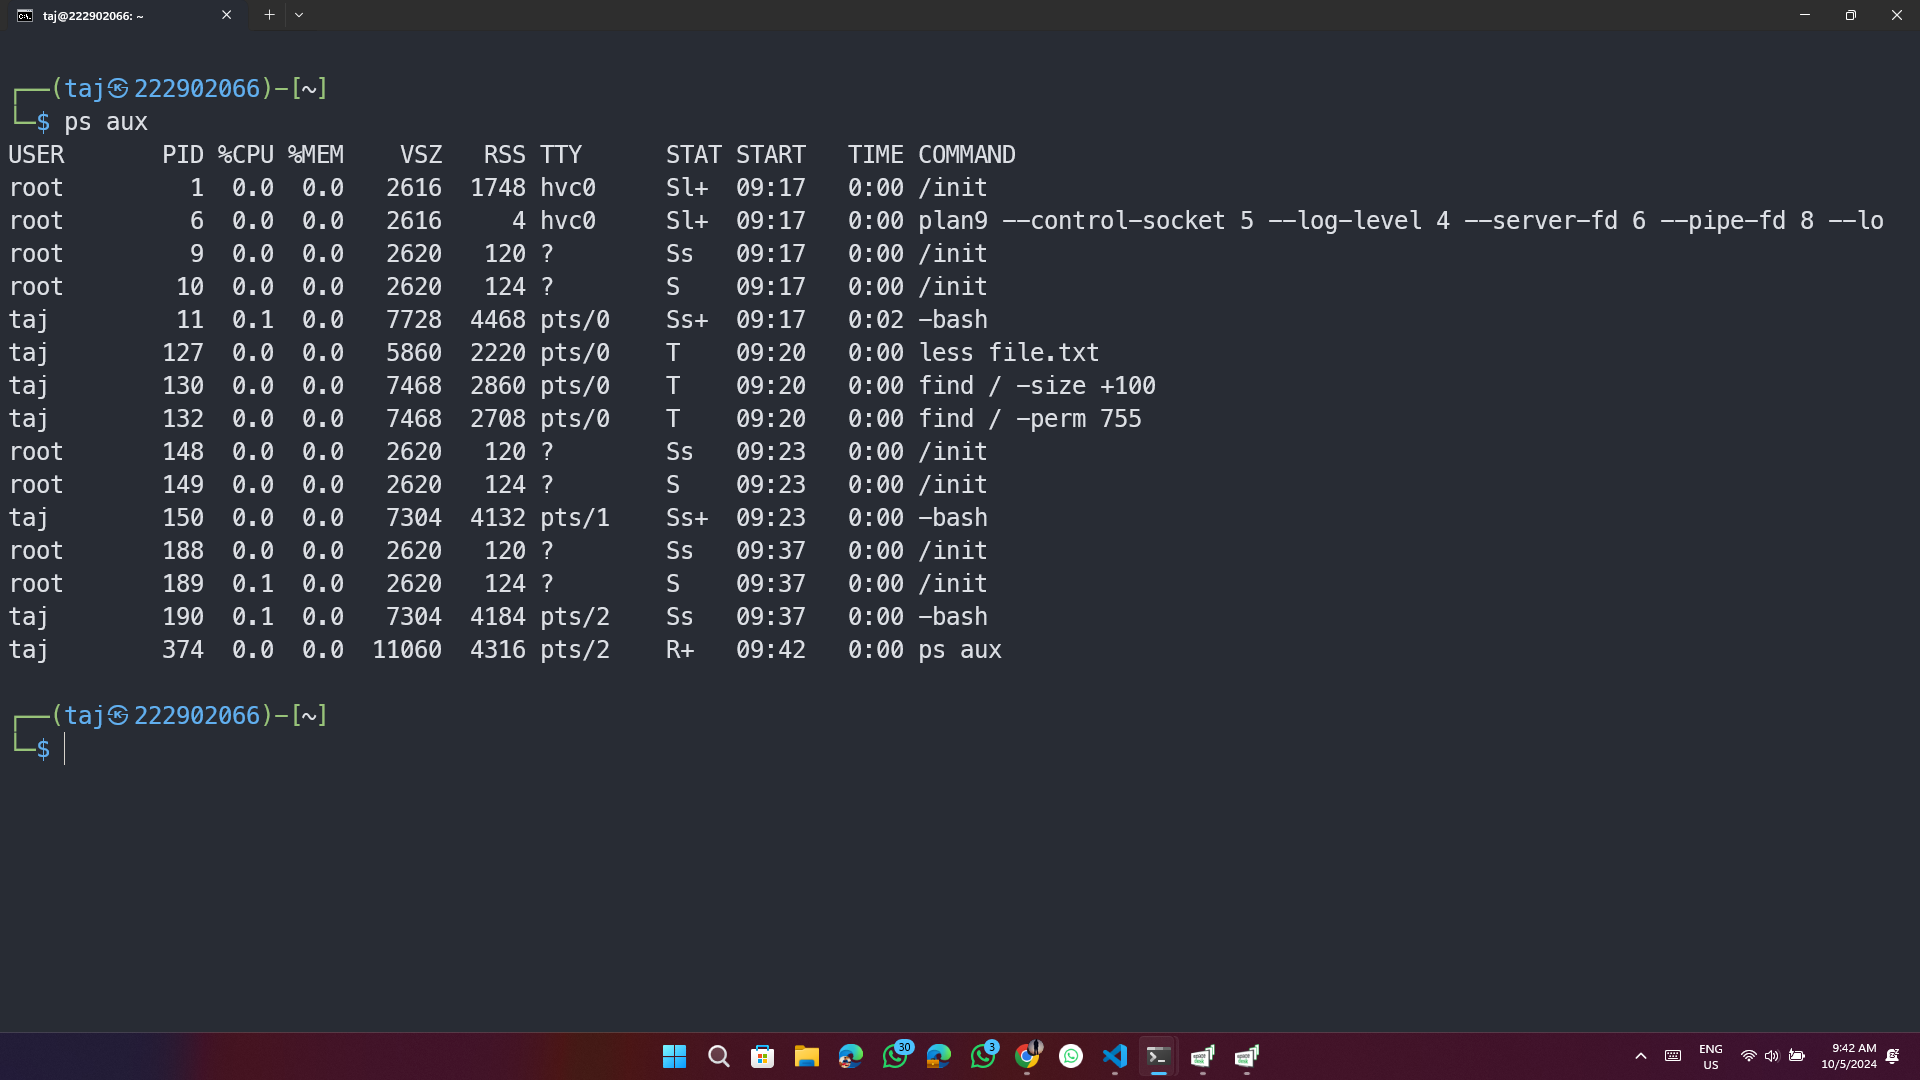 taj@222902066: ~
┌──(taj㉿222902066)-[~]
└─$ ps aux
USER       PID %CPU %MEM    VSZ   RSS TTY      STAT START   TIME COMMAND
root         1  0.0  0.0   2616  1748 hvc0     Sl+  09:17   0:00 /init
root         6  0.0  0.0   2616     4 hvc0     Sl+  09:17   0:00 plan9 --control-socket 5 --log-level 4 --server-fd 6 --pipe-fd 8 --lo
root         9  0.0  0.0   2620   120 ?        Ss   09:17   0:00 /init
root        10  0.0  0.0   2620   124 ?        S    09:17   0:00 /init
taj         11  0.1  0.0   7728  4468 pts/0    Ss+  09:17   0:02 -bash
taj        127  0.0  0.0   5860  2220 pts/0    T    09:20   0:00 less file.txt
taj        130  0.0  0.0   7468  2860 pts/0    T    09:20   0:00 find / -size +100
taj        132  0.0  0.0   7468  2708 pts/0    T    09:20   0:00 find / -perm 755
root       148  0.0  0.0   2620   120 ?        Ss   09:23   0:00 /init
root       149  0.0  0.0   2620   124 ?        S    09:23   0:00 /init
taj        150  0.0  0.0   7304  4132 pts/1    Ss+  09:23   0:00 -bash
root       188  0.0  0.0   2620   120 ?        Ss   09:37   0:00 /init
root       189  0.1  0.0   2620   124 ?        S    09:37   0:00 /init
taj        190  0.1  0.0   7304  4184 pts/2    Ss   09:37   0:00 -bash
taj        374  0.0  0.0  11060  4316 pts/2    R+   09:42   0:00 ps aux
┌──(taj㉿222902066)-[~]
└─$
30
3
ENG
US
9:42 AM
10/5/2024